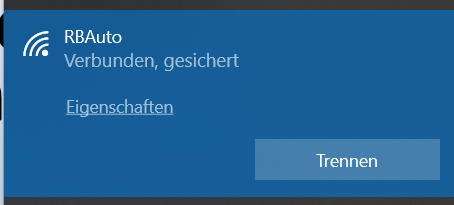 RBAuto
Verbunden, gesichert
Eigenschaften
Trennen